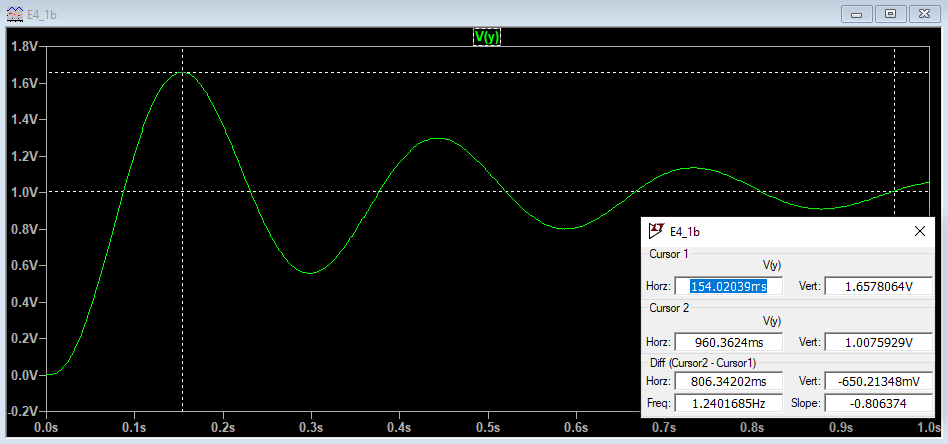 E4_1b
V(y)
1.8V
1.6V
1.4V
1.2V
1.0V
0.8V
0.6V
0.4V
0.2V
0.0V
-0.2V
0.0s 0.1s 0.2s 0.3s 0.4s 0.5s 0.6s 0.7s 0.8s 0.9s 1.0s
E4_1b
Cursor 1
V(y)
Horz: 154.02039ms Vert: 1.6578064V
Cursor 2
V(y)
Horz: 960.3624ms Vert: 1.0075929V
Diff (Cursor2 - Cursor1)
Horz: 806.34202ms Vert: -650.21348mV
Freq: 1.2401685Hz Slope: -0.806374